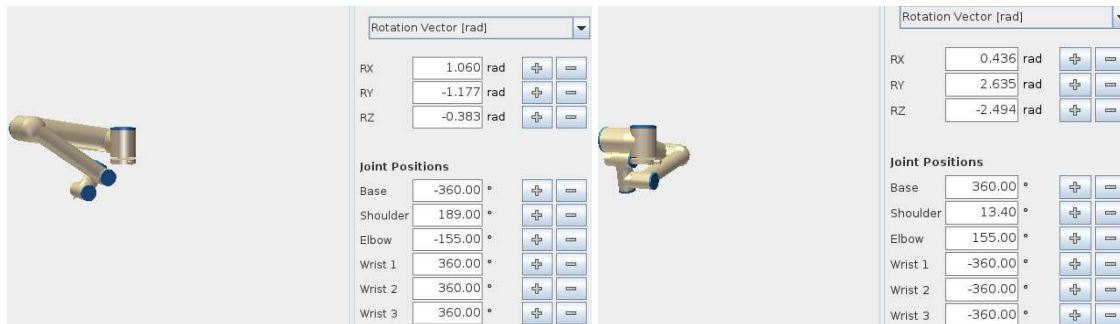 Rotation Vector [rad]
RX 1.060 rad
RY -1.177 rad
RZ -0.383 rad
Joint Positions
Base -360.00 °
Shoulder 189.00 °
Elbow -155.00 °
Wrist 1 360.00 °
Wrist 2 360.00 °
Wrist 3 360.00 °
Rotation Vector [rad]
RX 0.436 rad
RY 2.635 rad
RZ -2.494 rad
Joint Positions
Base 360.00 °
Shoulder 13.40 °
Elbow 155.00 °
Wrist 1 -360.00 °
Wrist 2 -360.00 °
Wrist 3 -360.00 °